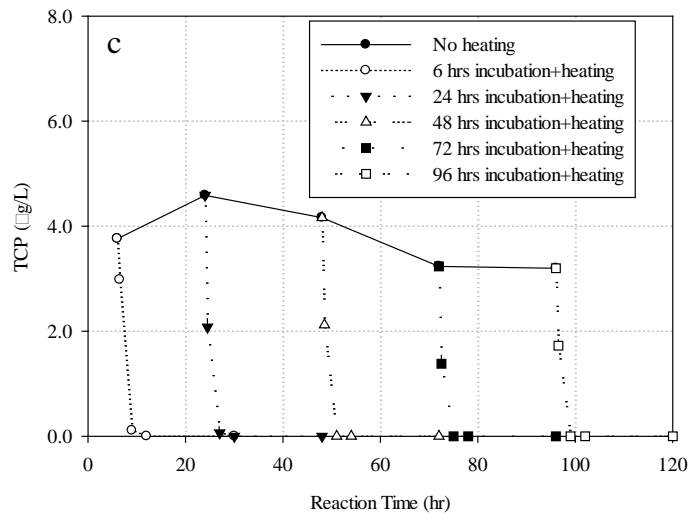 c
No heating
6 hrs incubation+heating
24 hrs incubation+heating
48 hrs incubation+heating
72 hrs incubation+heating
96 hrs incubation+heating
8.0
6.0
4.0
2.0
0.0
TCP (□g/L)
0 20 40 60 80 100 120
Reaction Time (hr)